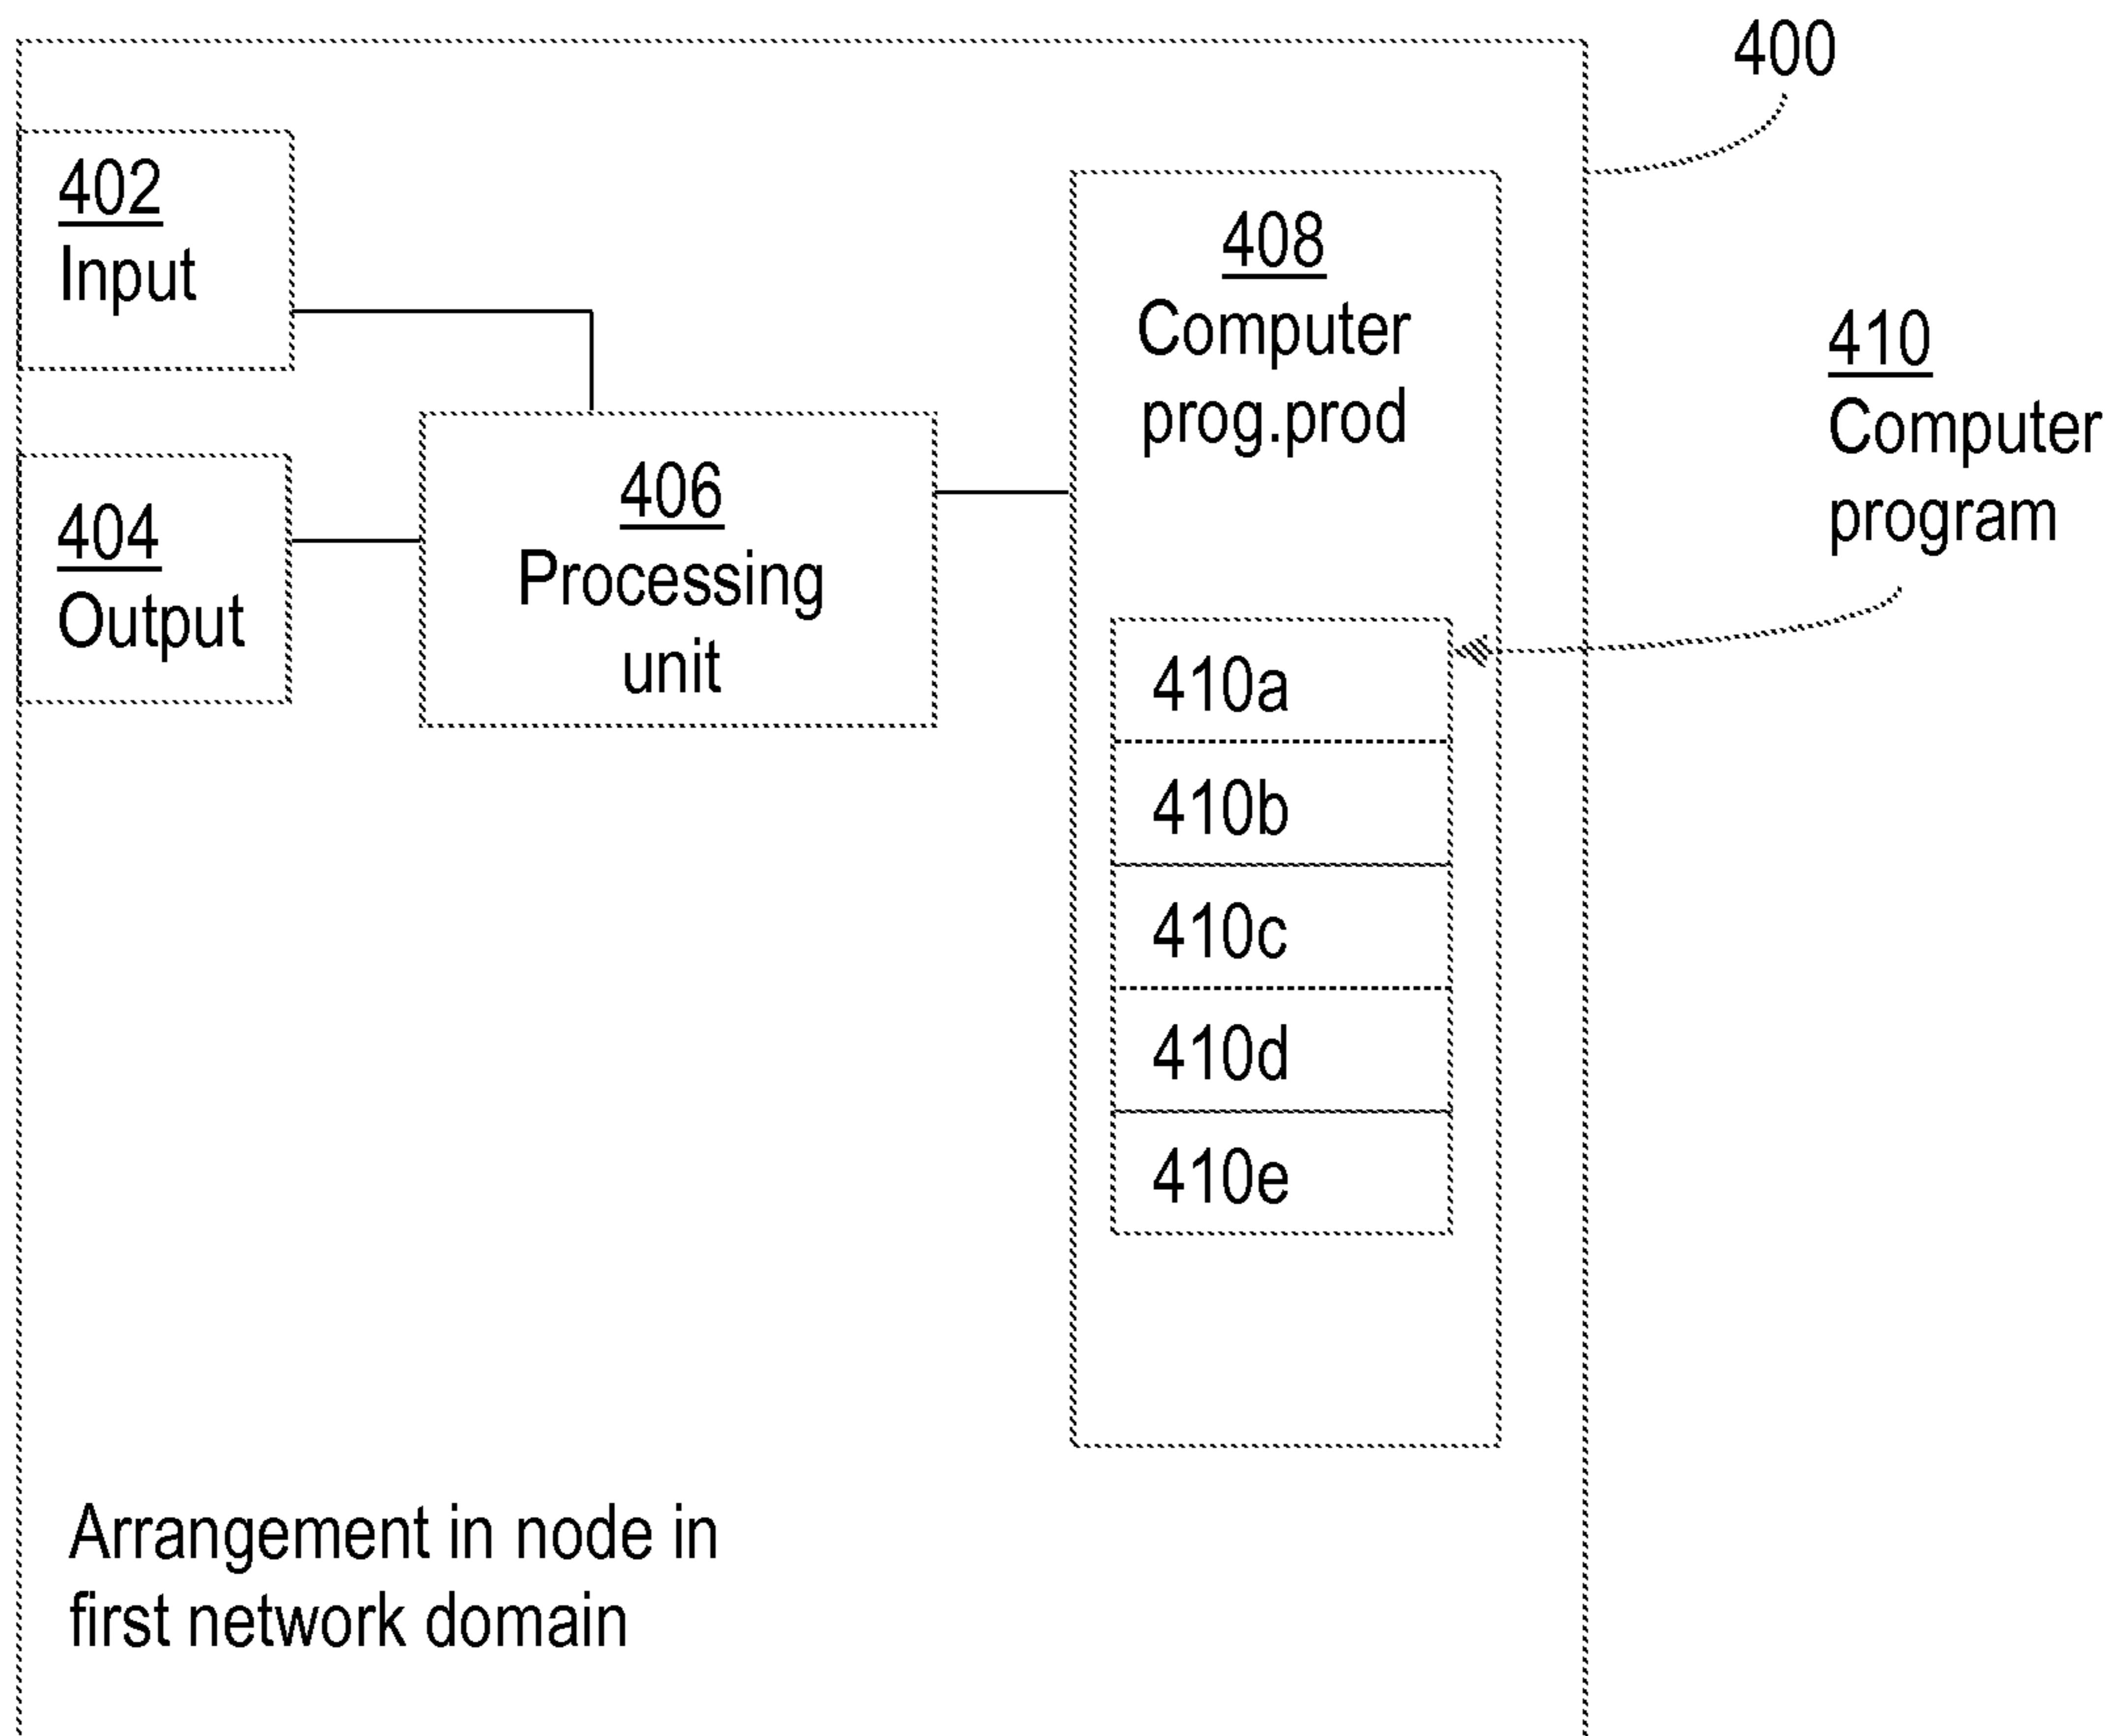 400
402
Input
408
Computer
prog.prod
410
Computer
program
406
Processing
unit
404
Output
410a
410b
410c
410d
410e
Arrangement in node in
first network domain